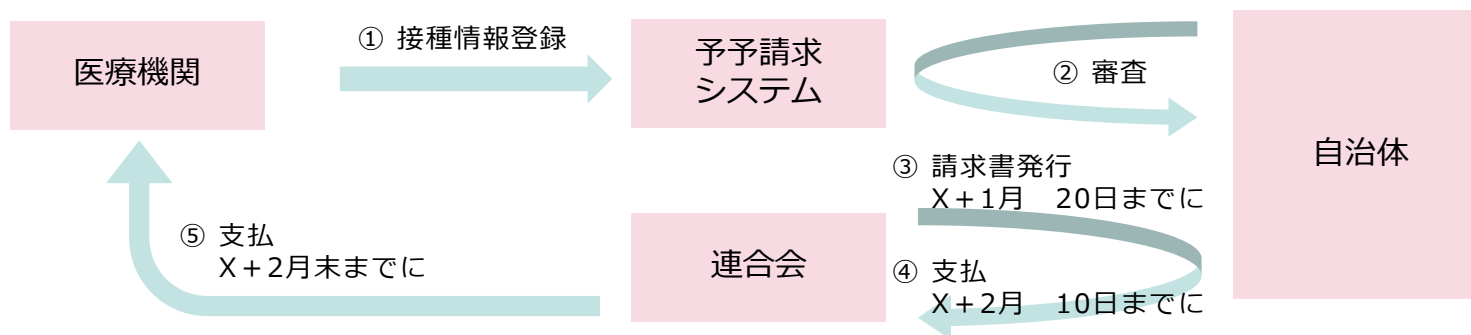 医療機関
① 接種情報登録
予予請求
システム
② 審査
自治体
③ 請求書発行
X＋1月　20日までに
連合会
④ 支払
X＋2月　10日までに
⑤ 支払
X＋2月末までに